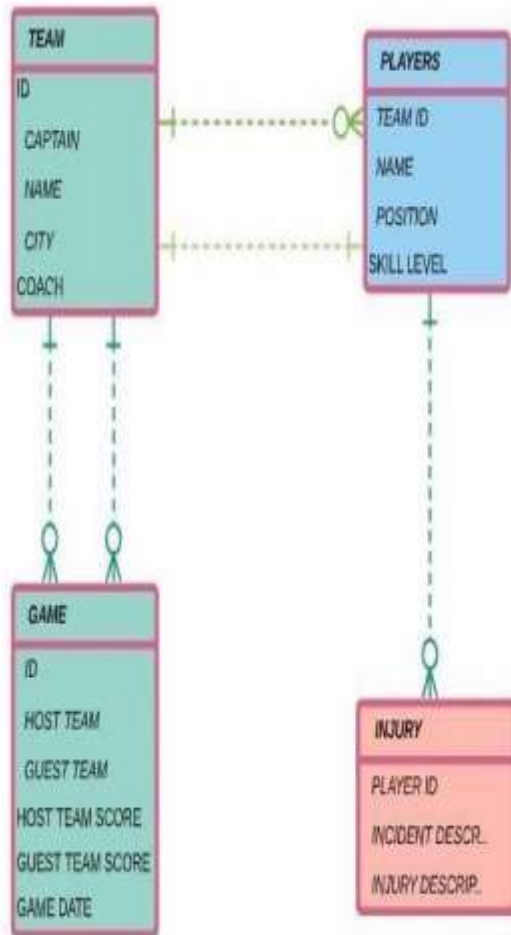 TEAM
ID
CAPTAIN
NAME
CITY
COACH
PLAYERS
TEAM ID
NAME
POSITION
SKILL LEVEL
GAME
ID
HOST TEAM
GUEST TEAM
HOST TEAM SCORE
GUEST TEAM SCORE
GAME DATE
INJURY
PLAYER ID
INCIDENT DESCR...
INJURY DESCRIP...